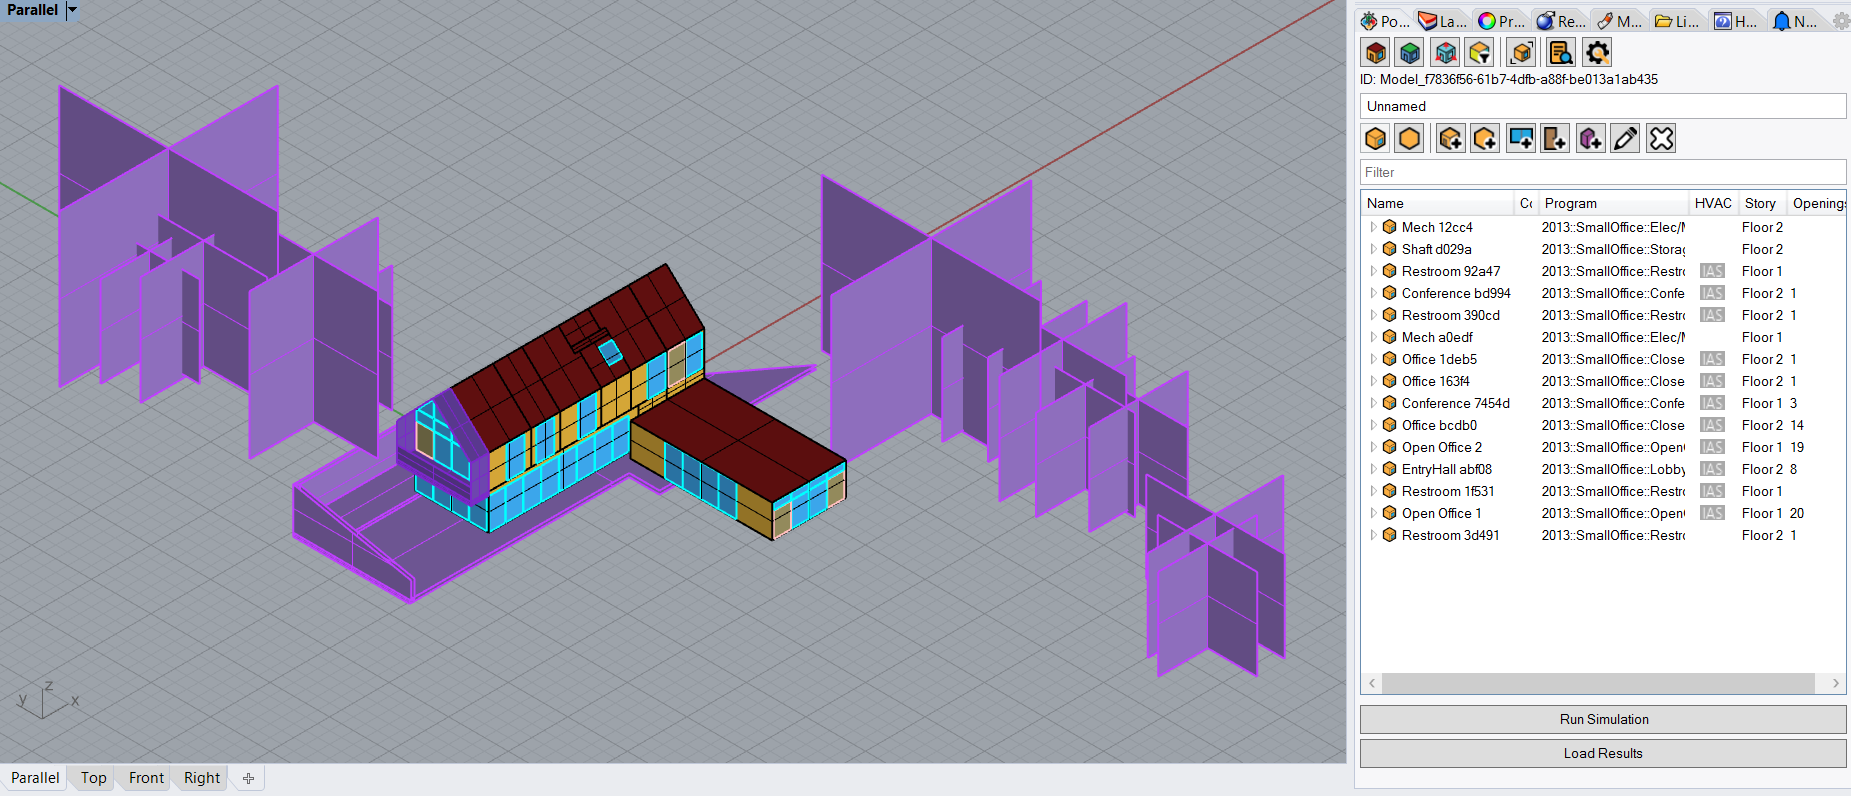 Parallel
Po... La... Pr... Re... M... Li... H... N...
ID: Model_f7836f56-61b7-4dfb-a88f-be013a1ab435
Unnamed
Filter
Name Program HVAC Story Openings
Mech 12cc4 2013::SmallOffice::Elec/ Floor 2
Shaft d029a 2013::SmallOffice::Storag Floor 2
Restroom 92a47 2013::SmallOffice::Restr IAS Floor 1
Conference bd994 2013::SmallOffice::Confe IAS Floor 2 1
Restroom 390cd 2013::SmallOffice::Restr IAS Floor 2 1
Mech a0edf 2013::SmallOffice::Elec/ Floor 1
Office 1deb5 2013::SmallOffice::Close IAS Floor 2 1
Office 163f4 2013::SmallOffice::Close IAS Floor 2 1
Conference 7454d 2013::SmallOffice::Confe IAS Floor 1 3
Office bcdb0 2013::SmallOffice::Close IAS Floor 2 14
Open Office 2 2013::SmallOffice::Open IAS Floor 1 19
EntryHall abf08 2013::SmallOffice::Lobby IAS Floor 2 8
Restroom 1f531 2013::SmallOffice::Restr IAS Floor 1
Open Office 1 2013::SmallOffice::Open IAS Floor 1 20
Restroom 3d491 2013::SmallOffice::Restr Floor 2 1
Run Simulation
Load Results
z
y x
Parallel Top Front Right